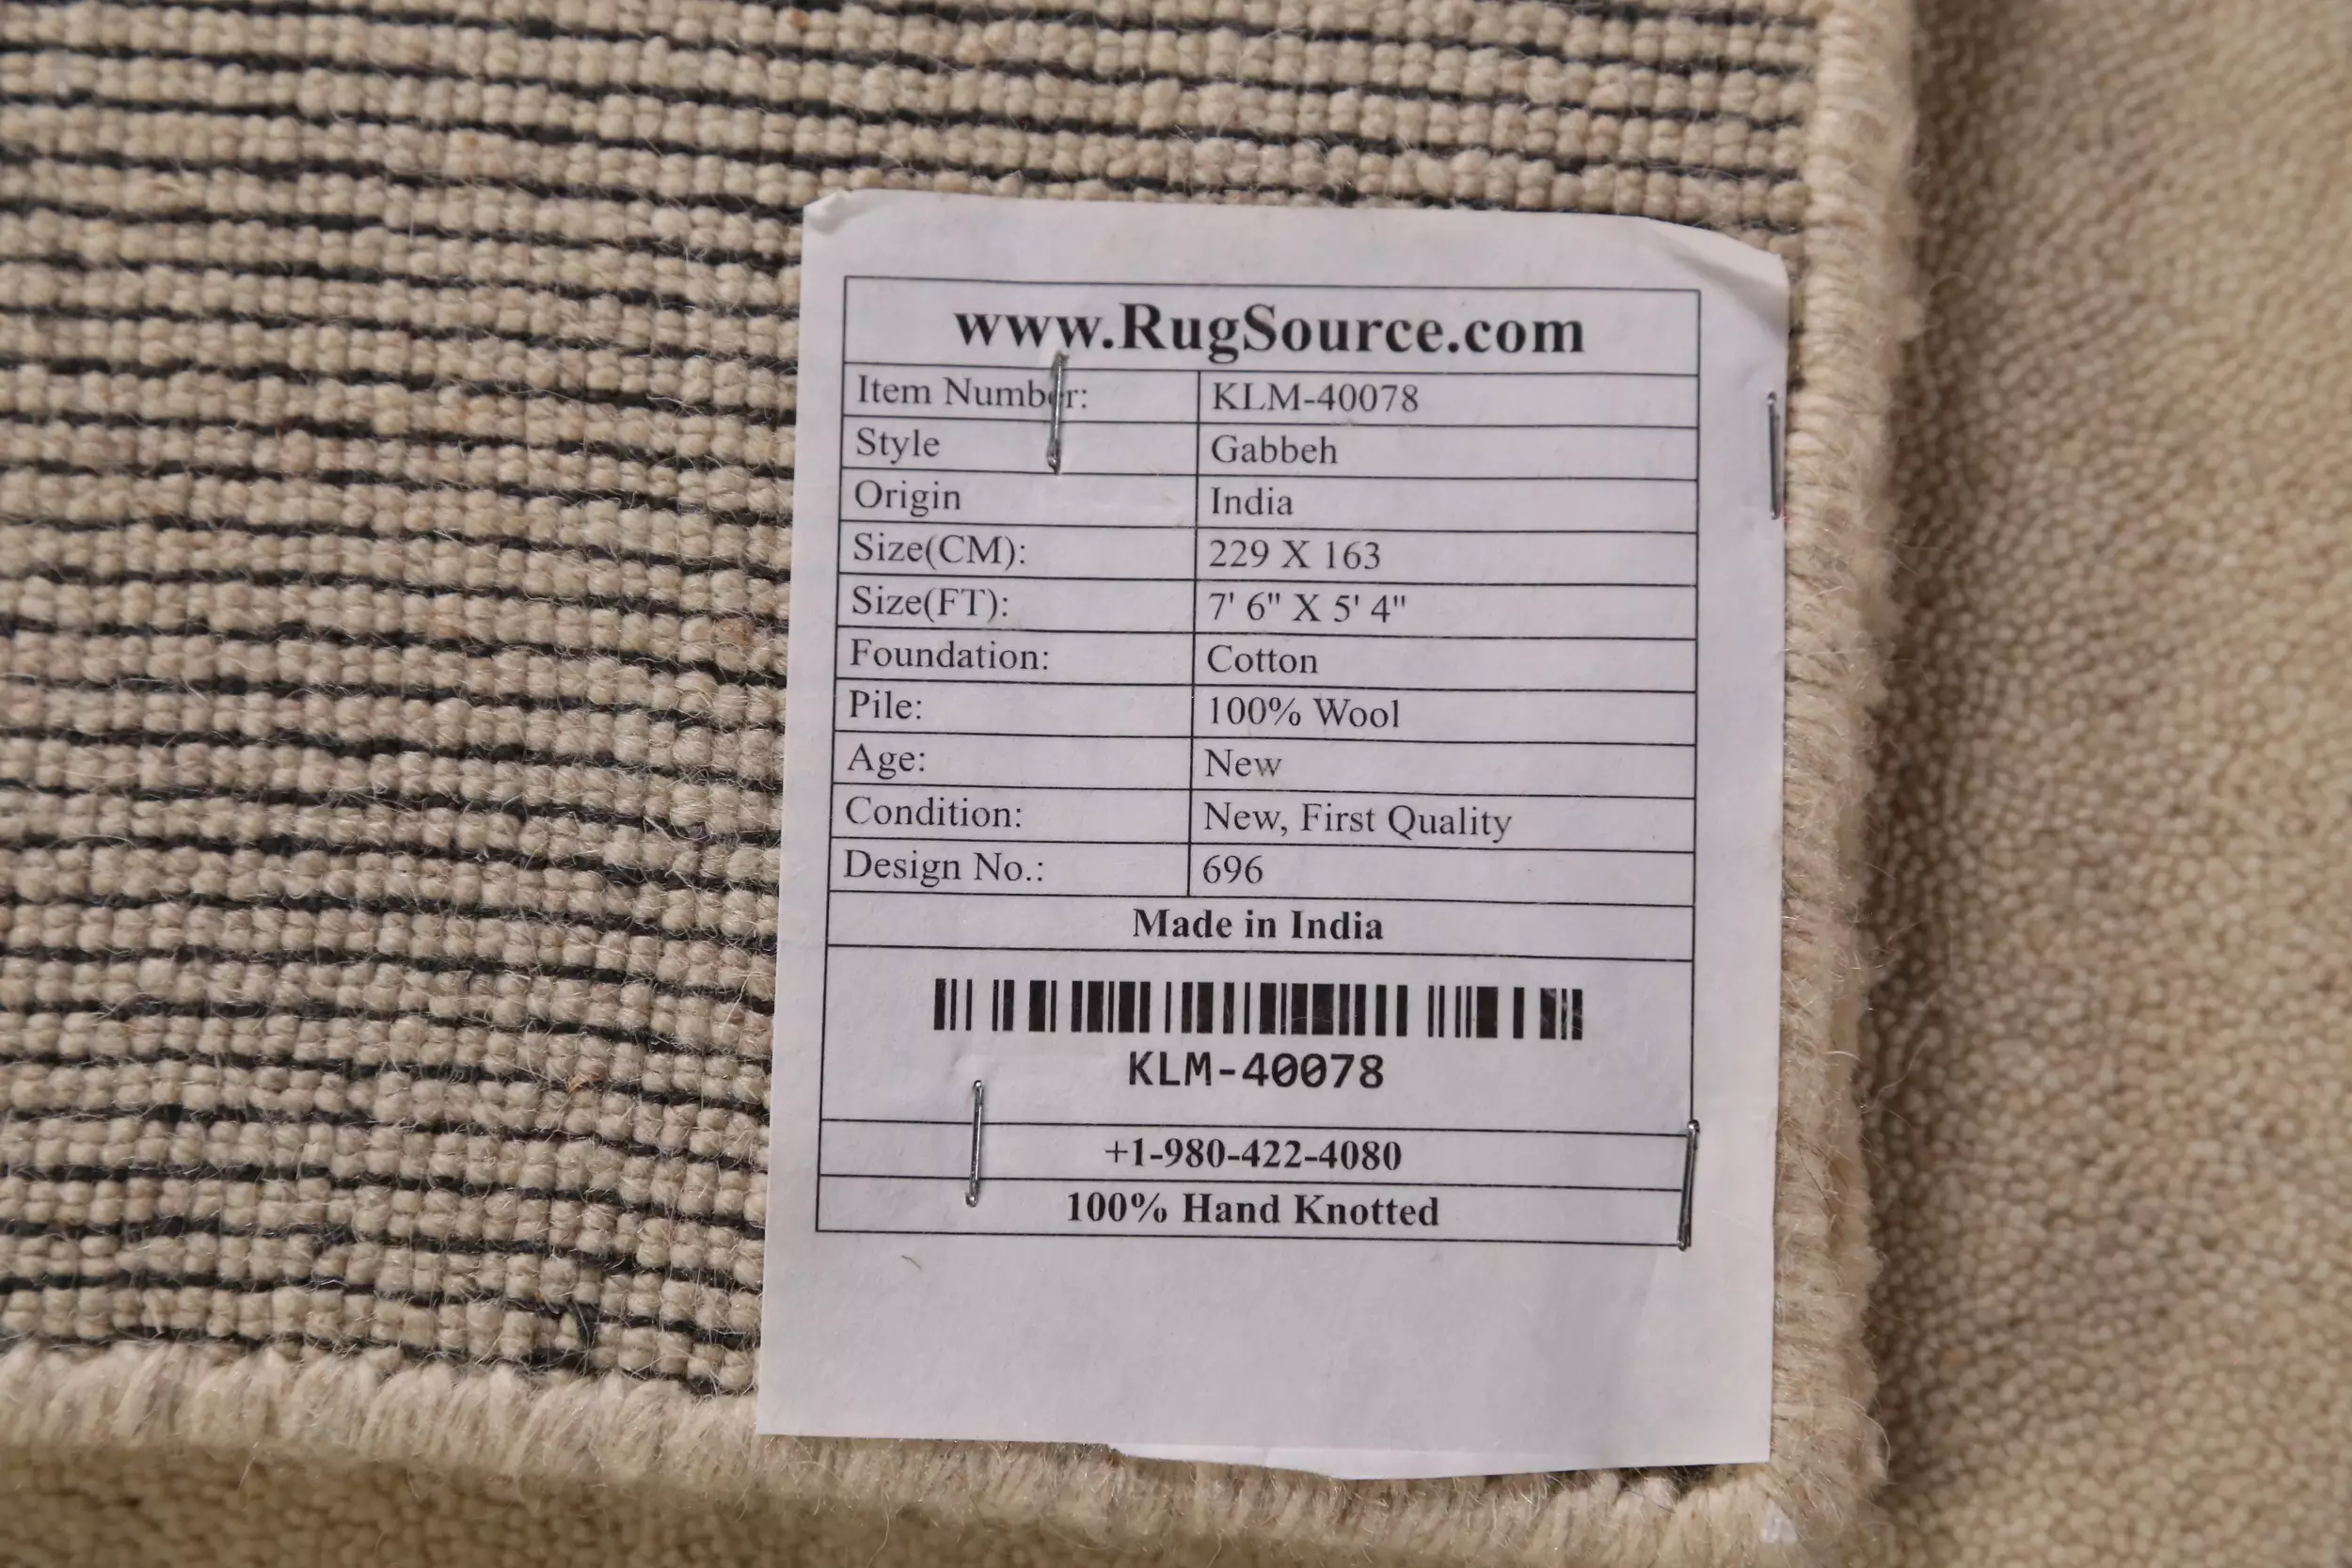 www.RugSource.com
Item Number: KLM-40078
Style Gabbeh
Origin India
Size(CM): 229 X 163
Size(FT): 7' 6" X 5' 4"
Foundation: Cotton
Pile: 100% Wool
Age: New
Condition: New, First Quality
Design No.: 696
Made in India
KLM-40078
+1-980-422-4080
100% Hand Knotted